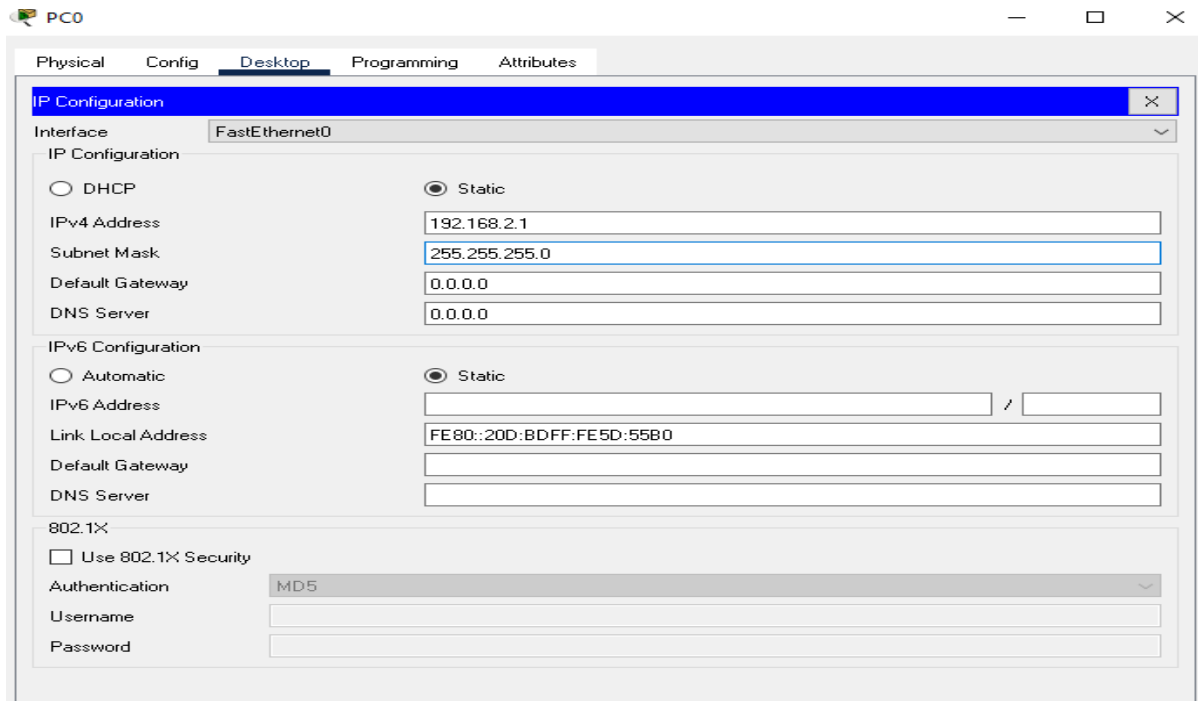 PC0
Physical Config Desktop Programming Attributes
IP Configuration X
Interface FastEthernet0
IP Configuration
DHCP Static
IPv4 Address 192.168.2.1
Subnet Mask 255.255.255.0
Default Gateway 0.0.0.0
DNS Server 0.0.0.0
IPv6 Configuration
Automatic Static
IPv6 Address /
Link Local Address FE80::20D:BDFF:FE5D:55B0
Default Gateway
DNS Server
802.1X
Use 802.1X Security
Authentication MD5
Username
Password